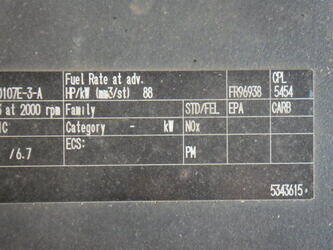 Fuel Rate at adv. CPL
0107E-3-A HP/kW (mm3/st) 88 FR96938 5454
at 2000 rpm Family STD/FEL EPA CARB
IC Category - kW NOx
/6.7 ECS: PM
5343615